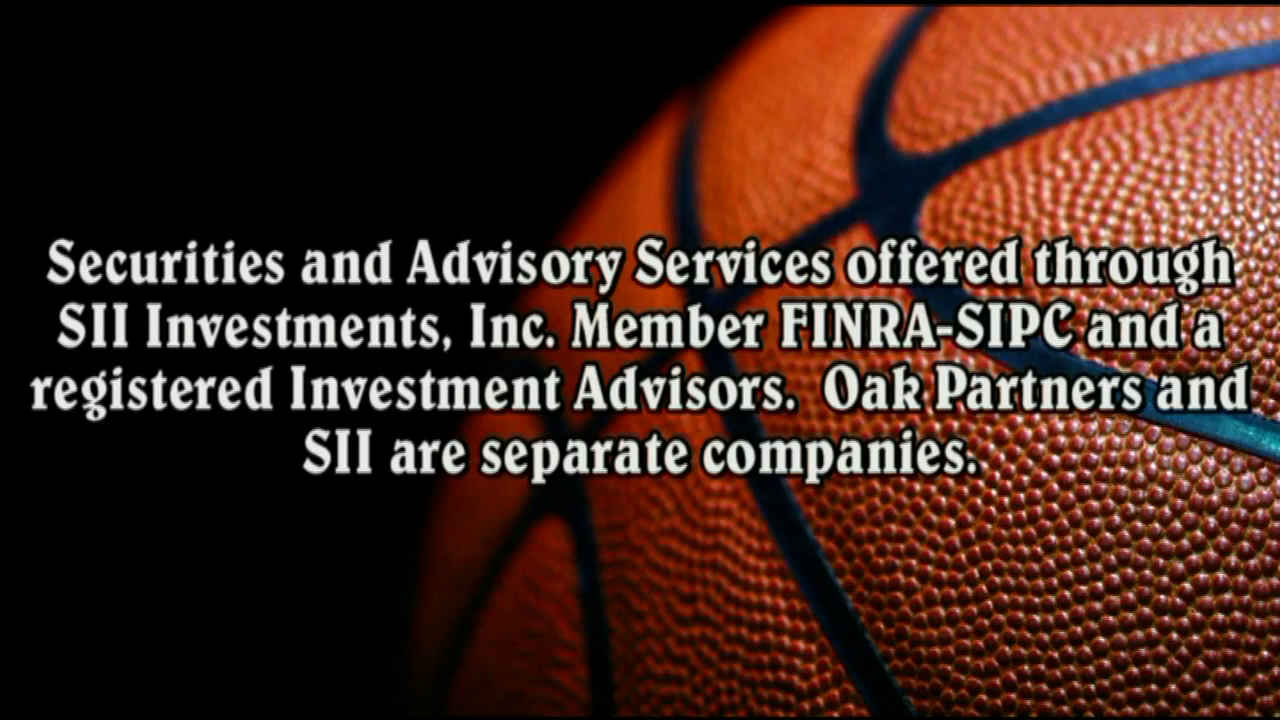 Securities and Advisory Services offered through
SII Investments, Inc. Member FINRA-SIPC and a
registered Investment Advisors.  Oak Partners and
SII are separate companies.